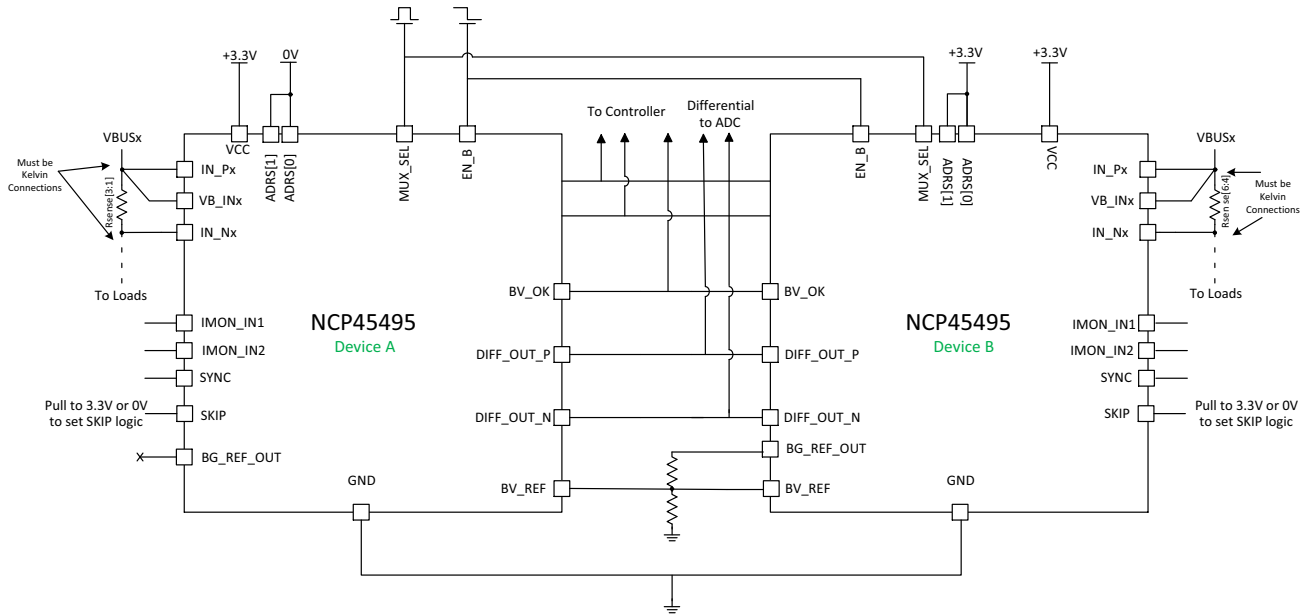 +3.3V
0V
+3.3V
+3.3V
To Controller
Differential
to ADC
VBUSx
VBUSx
VCC
ADRS[1]
ADRS[0]
MUX_SEL
EN_B
EN_B
MUX_SEL
ADRS[1]
ADRS[0]
VCC
Must be
Kelvin
Connections
Rsense[3:1]
IN_Px
VB_INx
IN_Nx
To Loads
IN_Px
VB_INx
IN_Nx
Rsen se[6:4]
Must be
Kelvin
Connections
To Loads
NCP45495
Device A
NCP45495
Device B
IMON_IN1
IMON_IN2
SYNC
SKIP
Pull to 3.3V or 0V
to set SKIP logic
BG_REF_OUT
BV_OK
DIFF_OUT_P
DIFF_OUT_N
BV_REF
BV_OK
DIFF_OUT_P
DIFF_OUT_N
BG_REF_OUT
BV_REF
IMON_IN1
IMON_IN2
SYNC
SKIP
Pull to 3.3V or 0V
to set SKIP logic
GND
GND